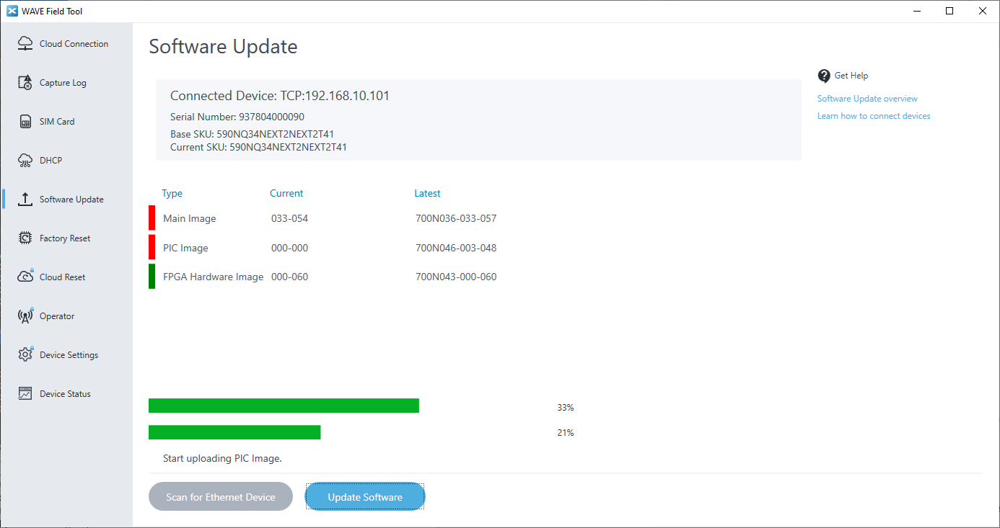 WAVE Field Tool
Cloud Connection
Capture Log
SIM Card
DHCP
Software Update
Factory Reset
Cloud Reset
Operator
Device Settings
Device Status
Software Update
Connected Device: TCP:192.168.10.101
Serial Number: 937804000090
Base SKU: 590NQ34NEXT2NEXT2T41
Current SKU: 590NQ34NEXT2NEXT2T41
Get Help
Software Update overview
Learn how to connect devices
Type Current Latest
Main Image 033-054 700N036-033-057
PIC Image 000-000 700N046-003-048
FPGA Hardware Image 000-060 700N043-000-060
33%
21%
Start uploading PIC Image.
Scan for Ethernet Device Update Software